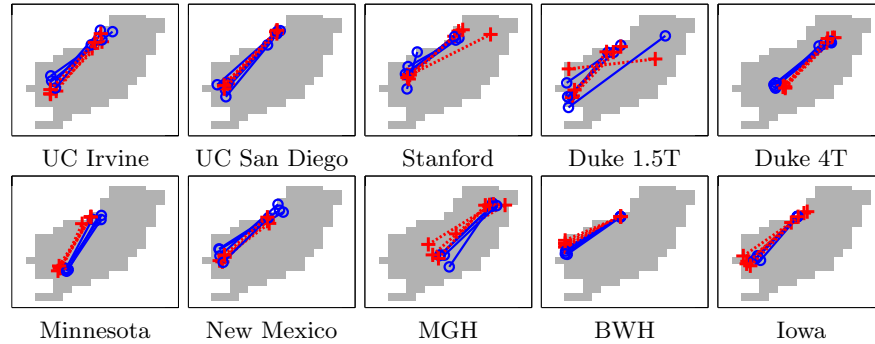 UC Irvine UC San Diego Stanford Duke 1.5T Duke 4T
Minnesota New Mexico MGH BWH Iowa